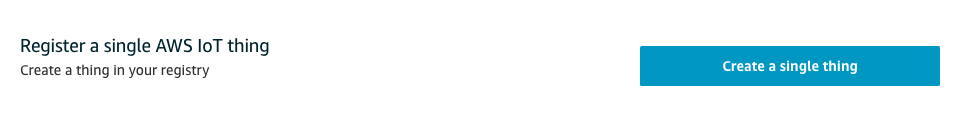 Register a single AWS IoT thing
Create a thing in your registry
Create a single thing